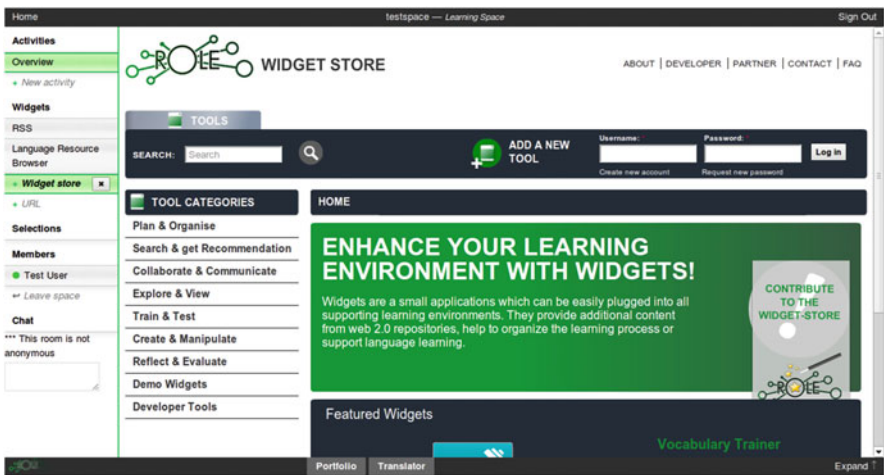 Home
testspace — Learning Space
Sign Out
Activities
Overview
+ New activity
Widgets
RSS
Language Resource
Browser
+ Widget store
+ URL
Selections
Members
Test User
↩ Leave space
Chat
*** This room is not
anonymous
ROLE WIDGET STORE
ABOUT | DEVELOPER | PARTNER | CONTACT | FAQ
TOOLS
SEARCH: Search
ADD A NEW
TOOL
Username: *
Password: *
Log in
Create new account
Request new password
TOOL CATEGORIES
Plan & Organise
Search & get Recommendation
Collaborate & Communicate
Explore & View
Train & Test
Create & Manipulate
Reflect & Evaluate
Demo Widgets
Developer Tools
HOME
ENHANCE YOUR LEARNING
ENVIRONMENT WITH WIDGETS!
Widgets are a small applications which can be easily plugged into all
supporting learning environments. They provide additional content
from web 2.0 repositories, help to organize the learning process or
support language learning.
CONTRIBUTE
TO THE
WIDGET-STORE
ROLE
Featured Widgets
Vocabulary Trainer
ROLE
Portfolio
Translator
Expand ↑